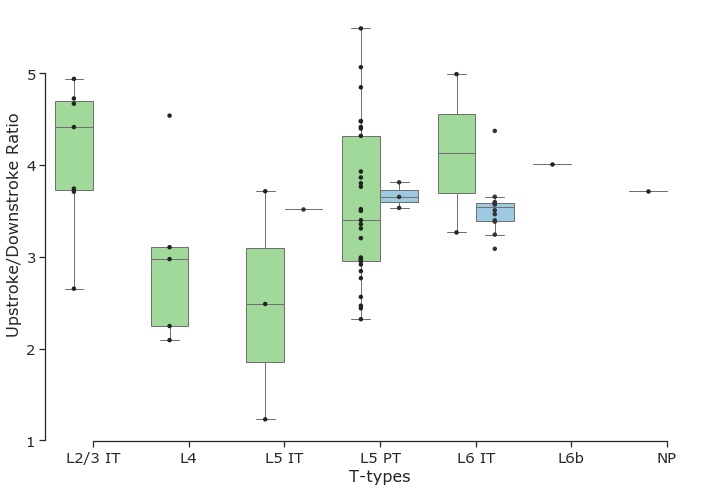 Upstroke/Downstroke Ratio
5
4
3
2
1
L2/3 IT L4 L5 IT L5 PT L6 IT L6b NP
T-types